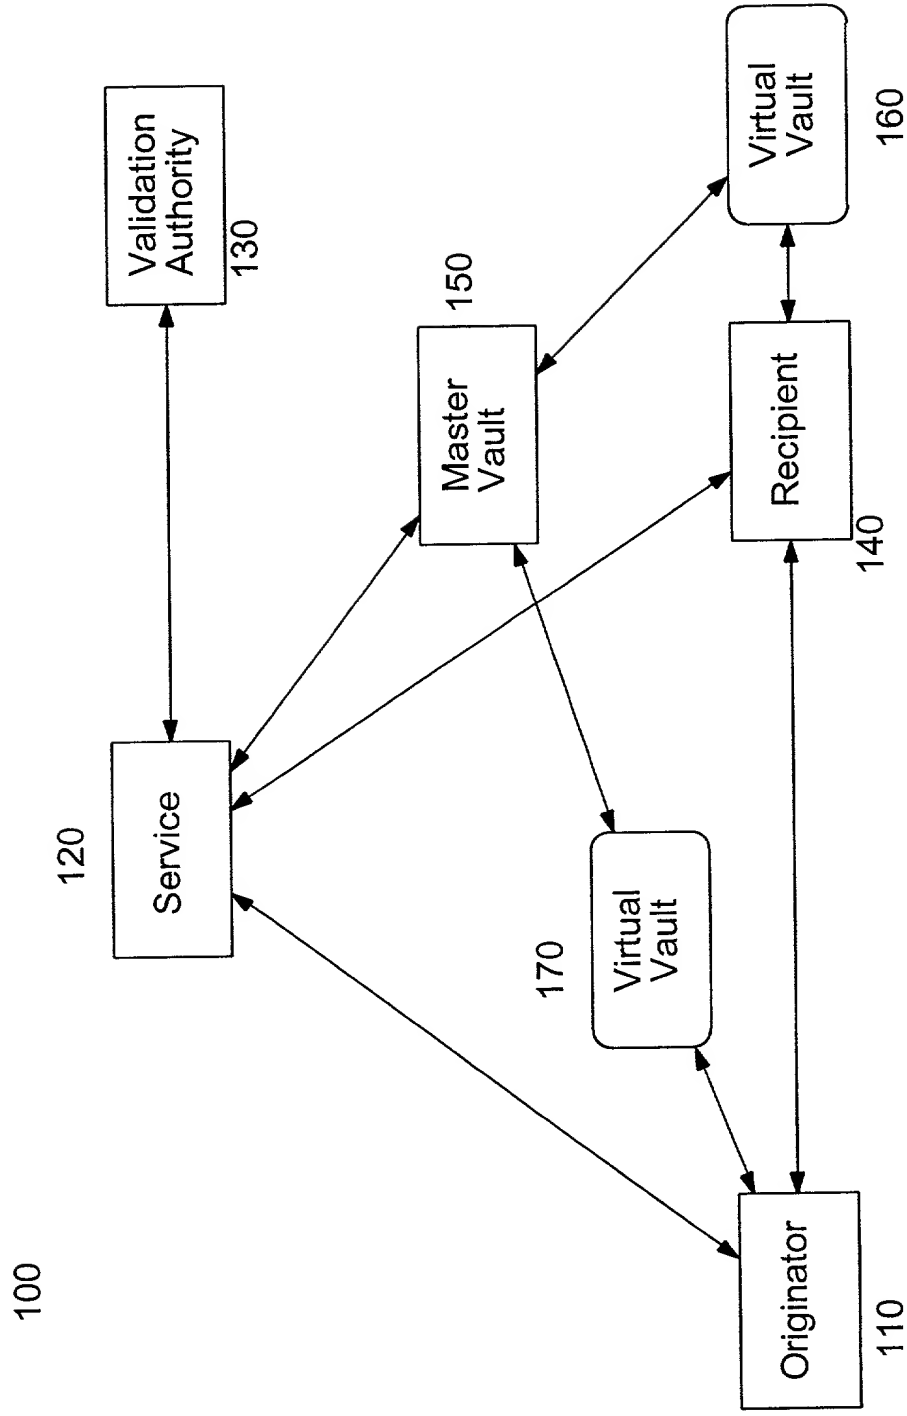 100
120
Service
Validation
Authority
130
150
Master
Vault
170
Virtual
Vault
Originator
110
Recipient
140
Virtual
Vault
160